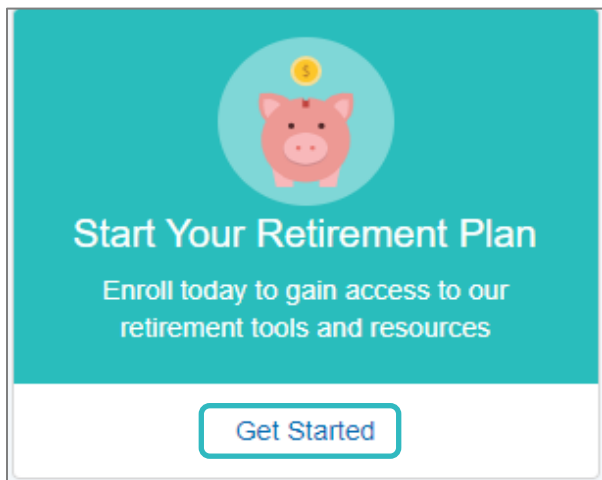 $
Start Your Retirement Plan
Enroll today to gain access to our
retirement tools and resources
Get Started